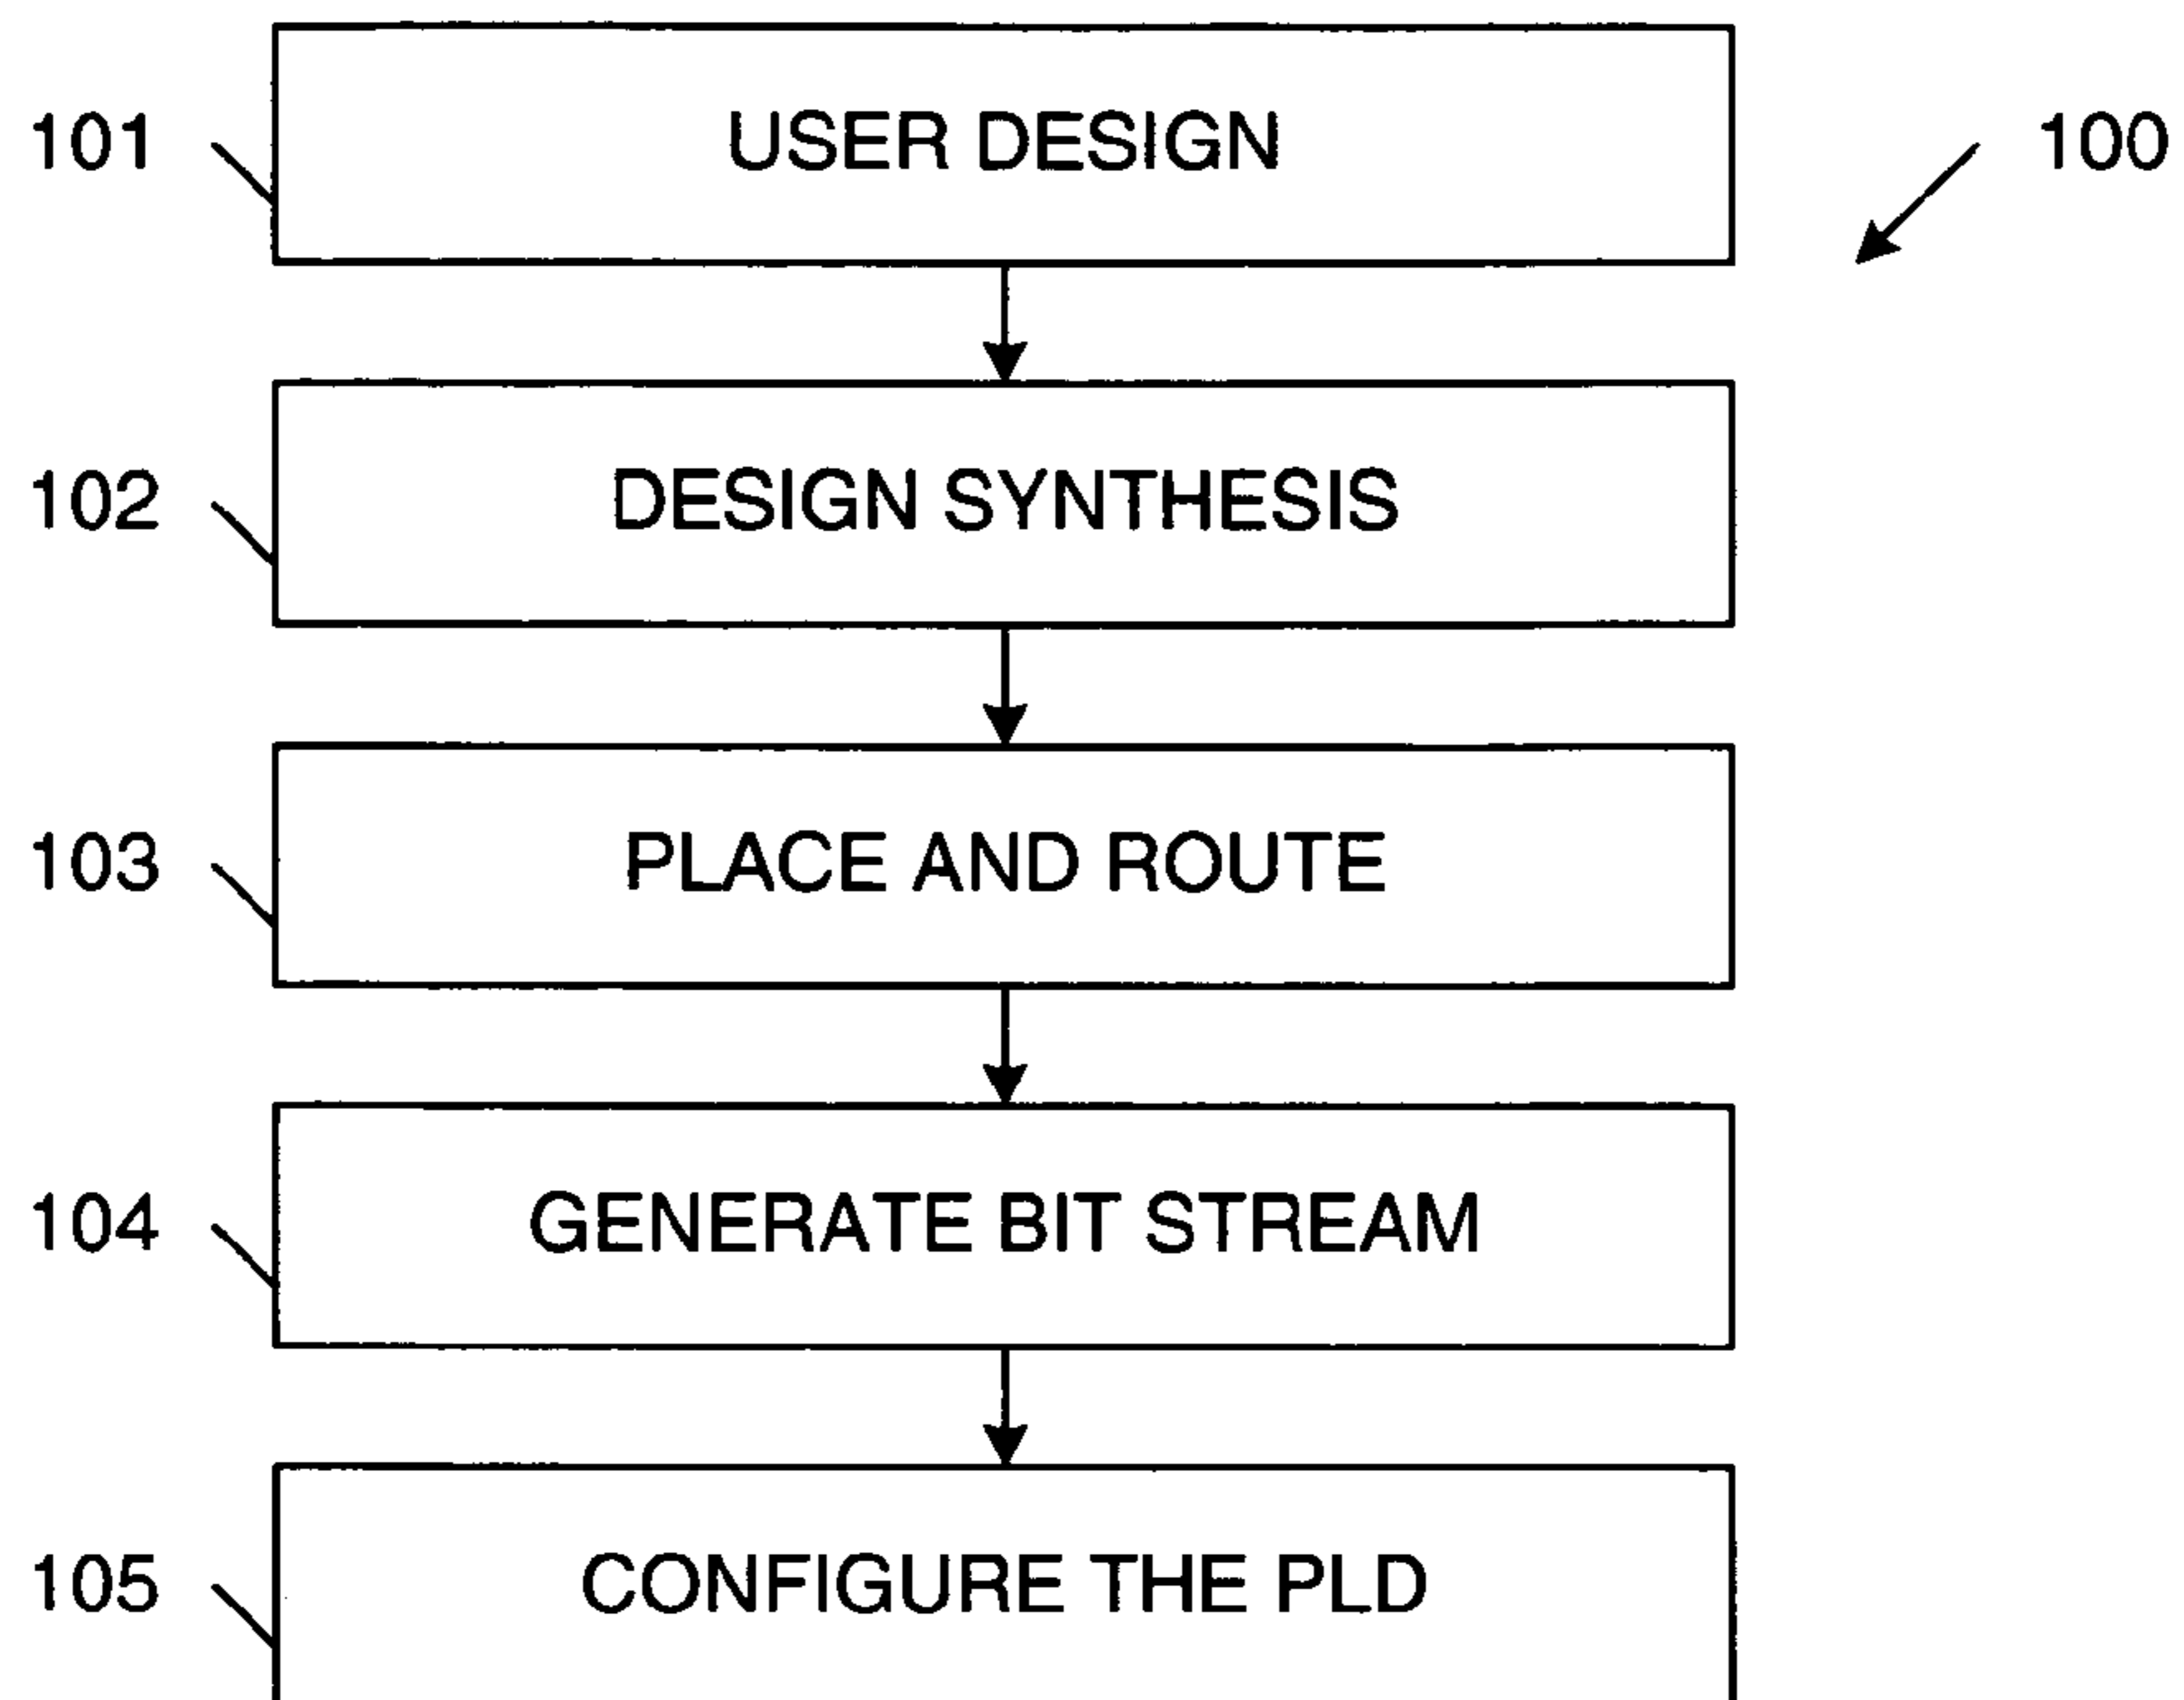 101 USER DESIGN 100
102 DESIGN SYNTHESIS
103 PLACE AND ROUTE
104 GENERATE BIT STREAM
105 CONFIGURE THE PLD